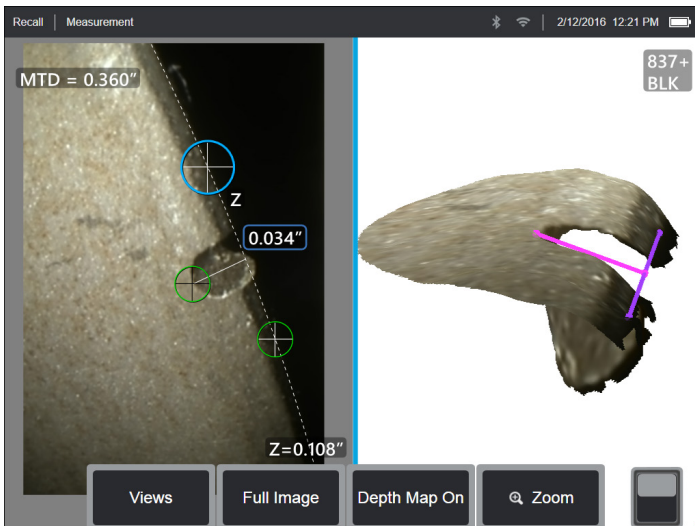 Recall | Measurement
2/12/2016 12:21 PM
MTD = 0.360"
837+
BLK
Z
0.034"
Z=0.108"
Views
Full Image
Depth Map On
Zoom